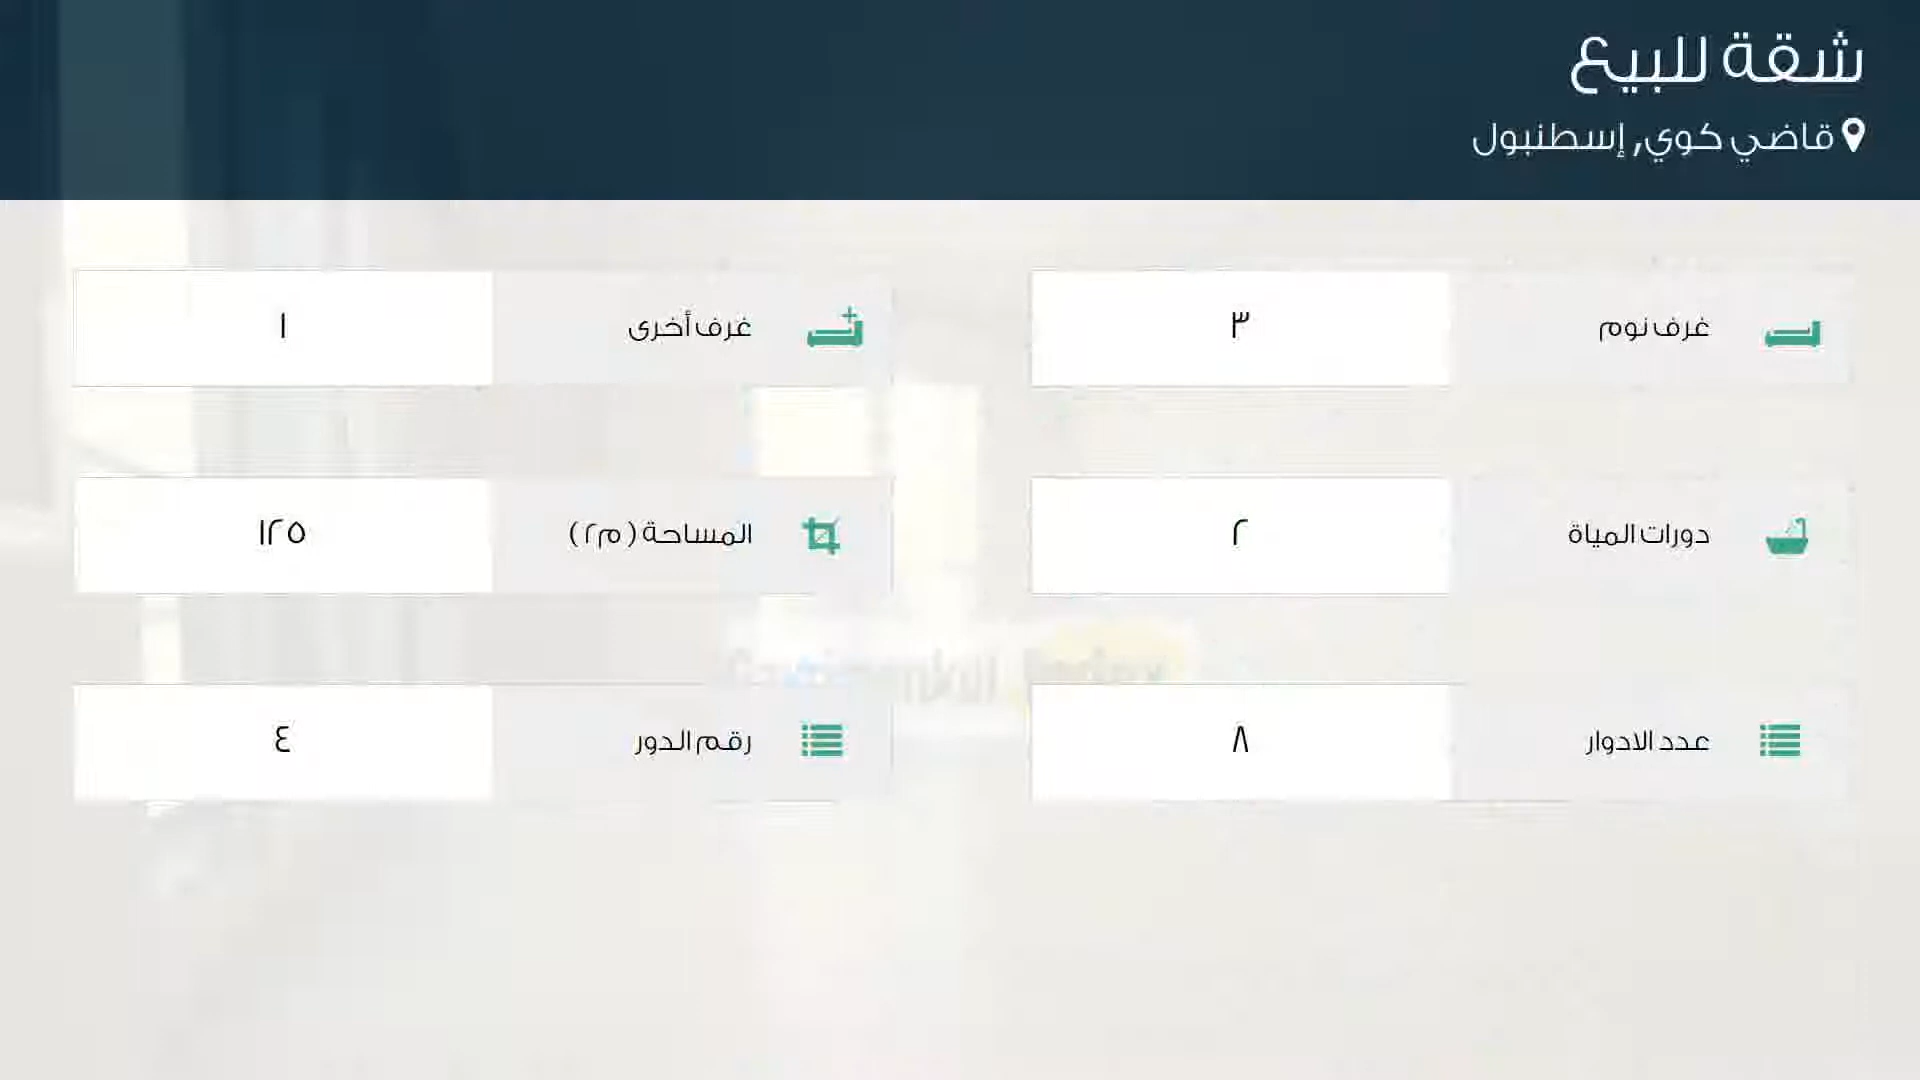 شقة للبيع
قاضي كوي, إسطنبول
غرف نوم ٣
غرف أخرى ١
دورات المياة ٢
المساحة ( م٢ ) ١٢٥
عدد الادوار ٨
رقم الدور ٤